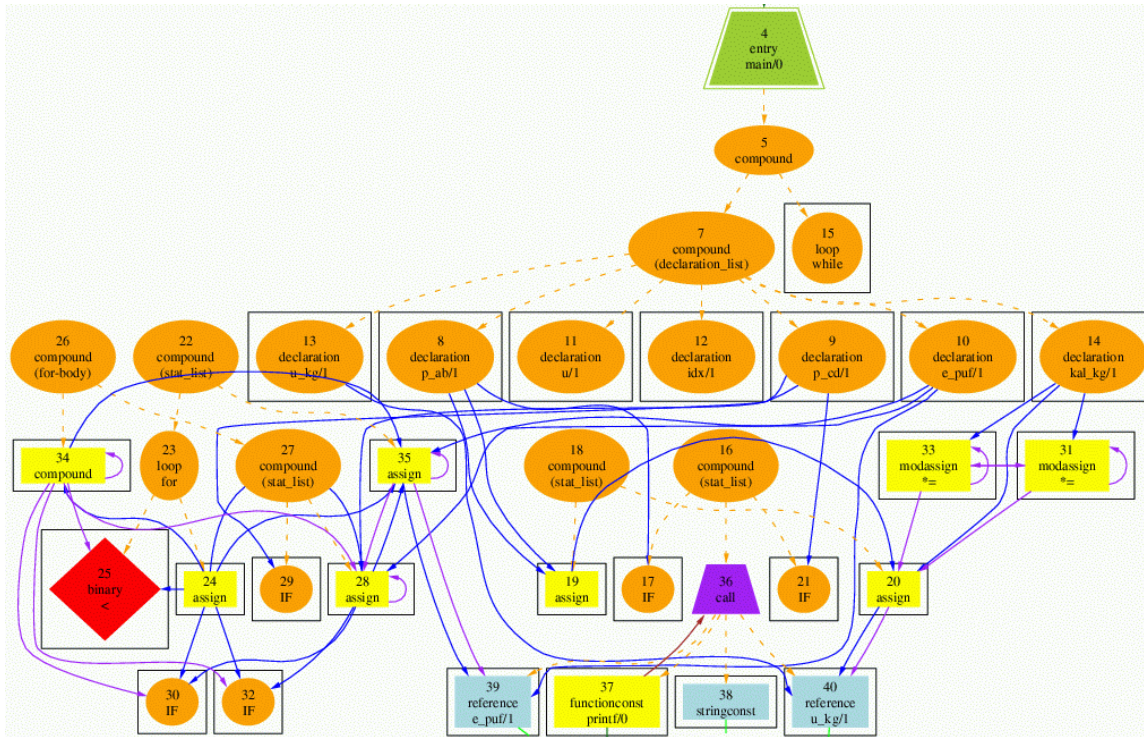 4
entry
main/0
5
compound
7
compound
(declaration_list)
15
loop
while
26
compound
(for-body)
22
compound
(stat_list)
13
declaration
u_kg/1
8
declaration
p_ab/1
11
declaration
u/1
12
declaration
idx/1
9
declaration
p_cd/1
10
declaration
e_puf/1
14
declaration
kal_kg/1
34
compound
23
loop
for
27
compound
(stat_list)
35
assign
18
compound
(stat_list)
16
compound
(stat_list)
33
modassign
*=
31
modassign
*=
25
binary
<
24
assign
29
IF
28
assign
19
assign
17
IF
36
call
21
IF
20
assign
30
IF
32
IF
39
reference
e_puf/1
37
functionconst
printf/0
38
stringconst
40
reference
u_kg/1